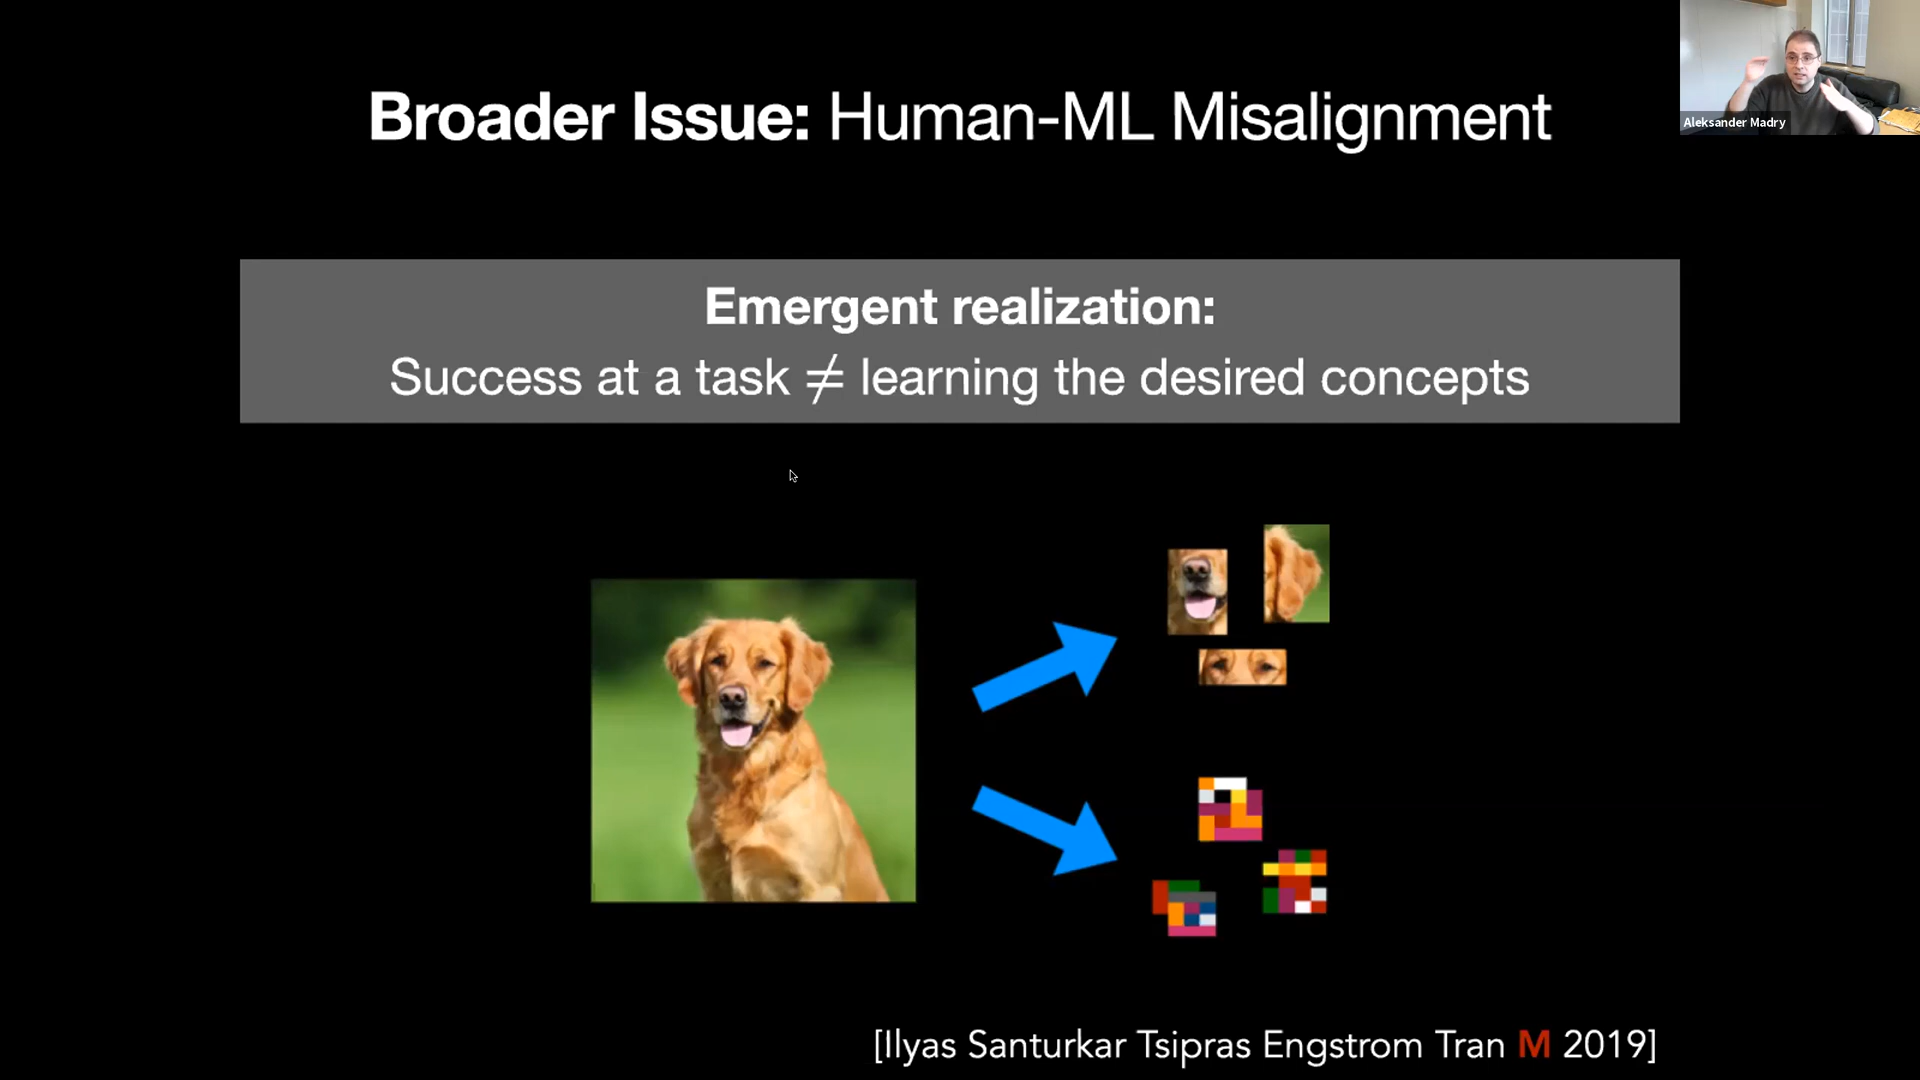 Broader Issue: Human-ML Misalignment
Aleksander Madry
Emergent realization:
Success at a task ≠ learning the desired concepts
[Ilyas Santurkar Tsipras Engstrom Tran M 2019]